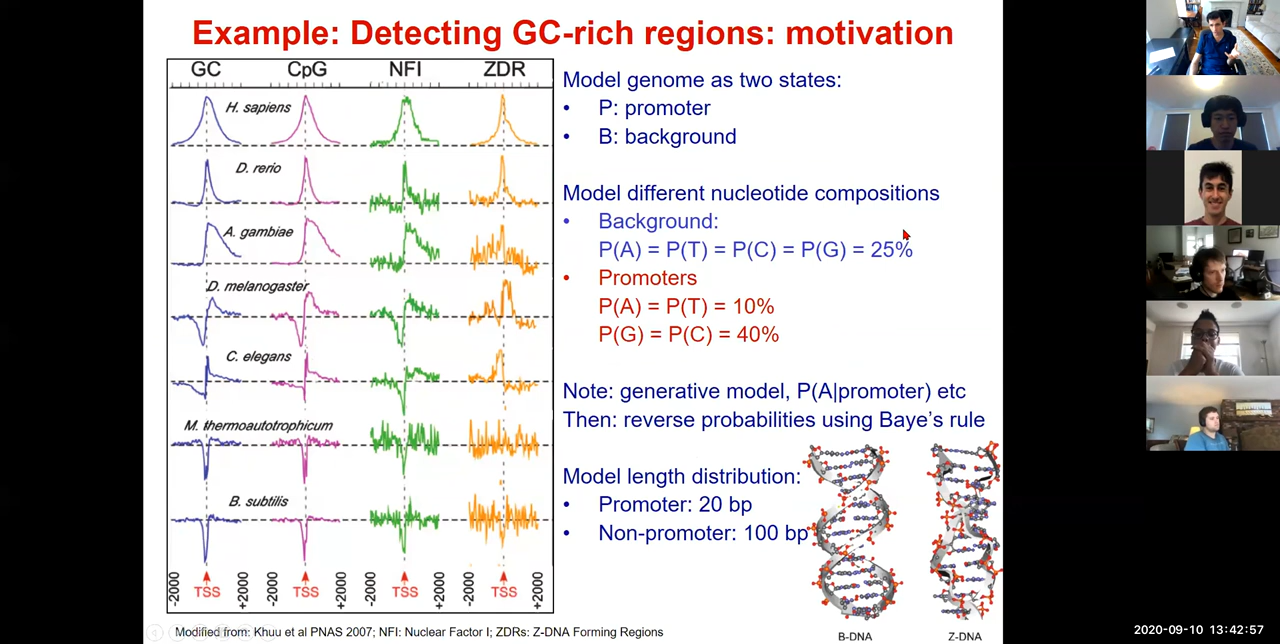 Example: Detecting GC-rich regions: motivation
GC CpG NFI ZDR
H. sapiens
D. rerio
A. gambiae
D. melanogaster
C. elegans
M. thermoautotrophicum
B. subtilis
-2000 TSS +2000 -2000 TSS +2000 -2000 TSS +2000 -2000 TSS +2000
Model genome as two states:
• P: promoter
• B: background
Model different nucleotide compositions
• Background:
P(A) = P(T) = P(C) = P(G) = 25%
• Promoters
P(A) = P(T) = 10%
P(G) = P(C) = 40%
Note: generative model, P(A|promoter) etc
Then: reverse probabilities using Baye's rule
Model length distribution:
• Promoter: 20 bp
• Non-promoter: 100 bp
B-DNA Z-DNA
Modified from: Khuu et al PNAS 2007; NFI: Nuclear Factor I; ZDRs: Z-DNA Forming Regions
2020-09-10 13:42:57